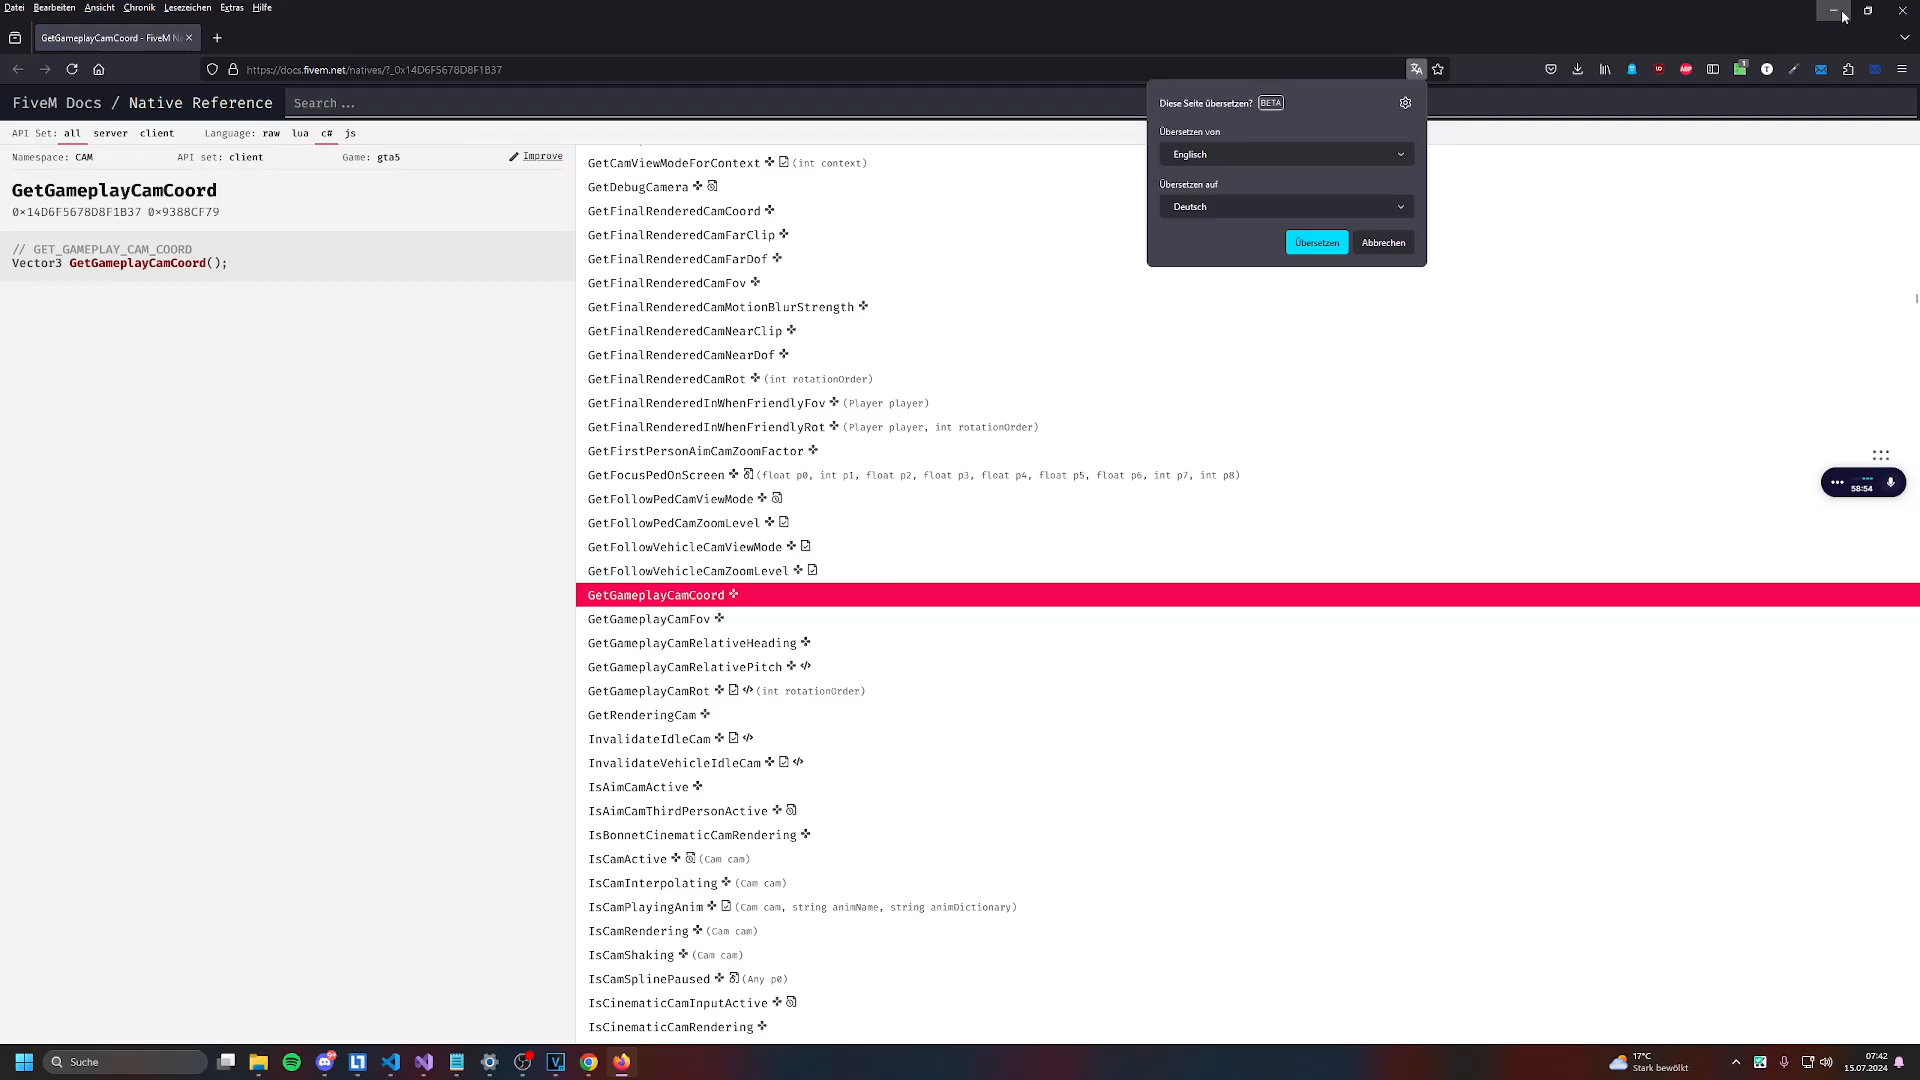 Datei Bearbeiten Ansicht Chronik Lesezeichen Extras Hilfe
GetGameplayCamCoord - FiveM N
https://docs.fivem.net/natives/?_0x14D6F5678D8F1B37
FiveM Docs / Native Reference
Search ...
API Set: all server client Language: raw lua c# js
Namespace: CAM API set: client Game: gta5 Improve
GetGameplayCamCoord
0×14D6F5678D8F1B37 0×9388CF79
// GET_GAMEPLAY_CAM_COORD
Vector3 GetGameplayCamCoord();
GetCamViewModeForContext (int context)
GetDebugCamera
GetFinalRenderedCamCoord
GetFinalRenderedCamFarClip
GetFinalRenderedCamFarDof
GetFinalRenderedCamFov
GetFinalRenderedCamMotionBlurStrength
GetFinalRenderedCamNearClip
GetFinalRenderedCamNearDof
GetFinalRenderedCamRot (int rotationOrder)
GetFinalRenderedInWhenFriendlyFov (Player player)
GetFinalRenderedInWhenFriendlyRot (Player player, int rotationOrder)
GetFirstPersonAimCamZoomFactor
GetFocusPedOnScreen (float p0, int p1, float p2, float p3, float p4, float p5, float p6, int p7, int p8)
GetFollowPedCamViewMode
GetFollowPedCamZoomLevel
GetFollowVehicleCamViewMode
GetFollowVehicleCamZoomLevel
GetGameplayCamCoord
GetGameplayCamFov
GetGameplayCamRelativeHeading
GetGameplayCamRelativePitch
GetGameplayCamRot (int rotationOrder)
GetRenderingCam
InvalidateIdleCam
InvalidateVehicleIdleCam
IsAimCamActive
IsAimCamThirdPersonActive
IsBonnetCinematicCamRendering
IsCamActive (Cam cam)
IsCamInterpolating (Cam cam)
IsCamPlayingAnim (Cam cam, string animName, string animDictionary)
IsCamRendering (Cam cam)
IsCamShaking (Cam cam)
IsCamSplinePaused (Any p0)
IsCinematicCamInputActive
IsCinematicCamRendering
Diese Seite übersetzen? BETA
Übersetzen von
Englisch
Übersetzen auf
Deutsch
Übersetzen Abbrechen
58:54
Suche
17°C
Stark bewölkt
07:42
15.07.2024